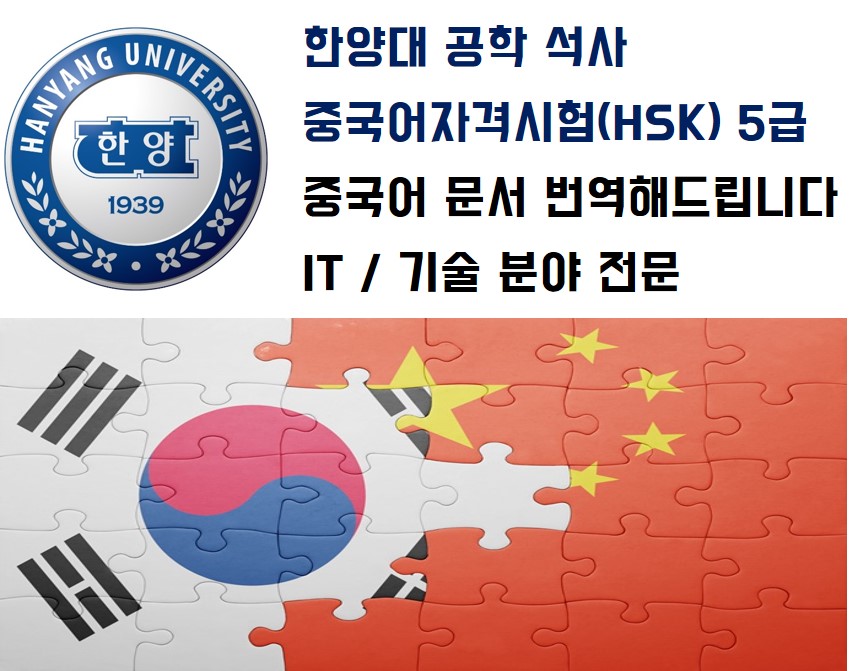 HANYANG UNIVERSITY
한양
1939
한양대 공학 석사
중국어자격시험(HSK) 5급
중국어 문서 번역해드립니다
IT / 기술 분야 전문